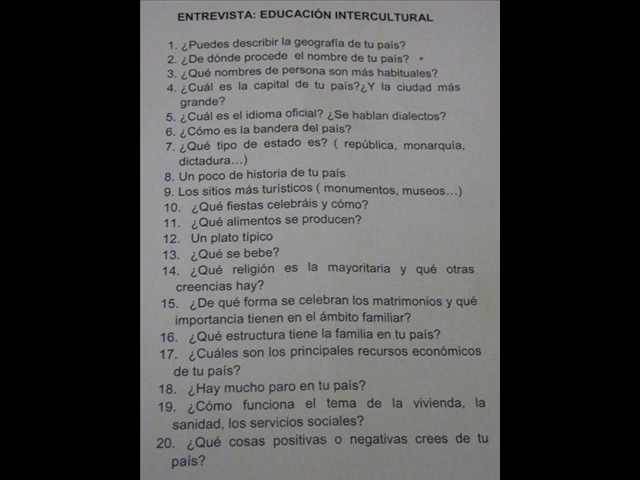 ENTREVISTA: EDUCACIÓN INTERCULTURAL
1. ¿Puedes describir la geografía de tu país?
2. ¿De dónde procede el nombre de tu país?
3. ¿Qué nombres de persona son más habituales?
4. ¿Cuál es la capital de tu país?¿Y la ciudad más
grande?
5. ¿Cuál es el idioma oficial? ¿Se hablan dialectos?
6. ¿Cómo es la bandera del país?
7. ¿Qué tipo de estado es? ( república, monarquía,
dictadura...)
8. Un poco de historia de tu país
9. Los sitios más turísticos ( monumentos, museos...)
10. ¿Qué fiestas celebráis y cómo?
11. ¿Qué alimentos se producen?
12. Un plato típico
13. ¿Qué se bebe?
14. ¿Qué religión es la mayoritaria y qué otras
creencias hay?
15. ¿De qué forma se celebran los matrimonios y qué
importancia tienen en el ámbito familiar?
16. ¿Qué estructura tiene la familia en tu país?
17. ¿Cuáles son los principales recursos económicos
de tu país?
18. ¿Hay mucho paro en tu país?
19. ¿Cómo funciona el tema de la vivienda, la
sanidad, los servicios sociales?
20. ¿Qué cosas positivas o negativas crees de tu
país?